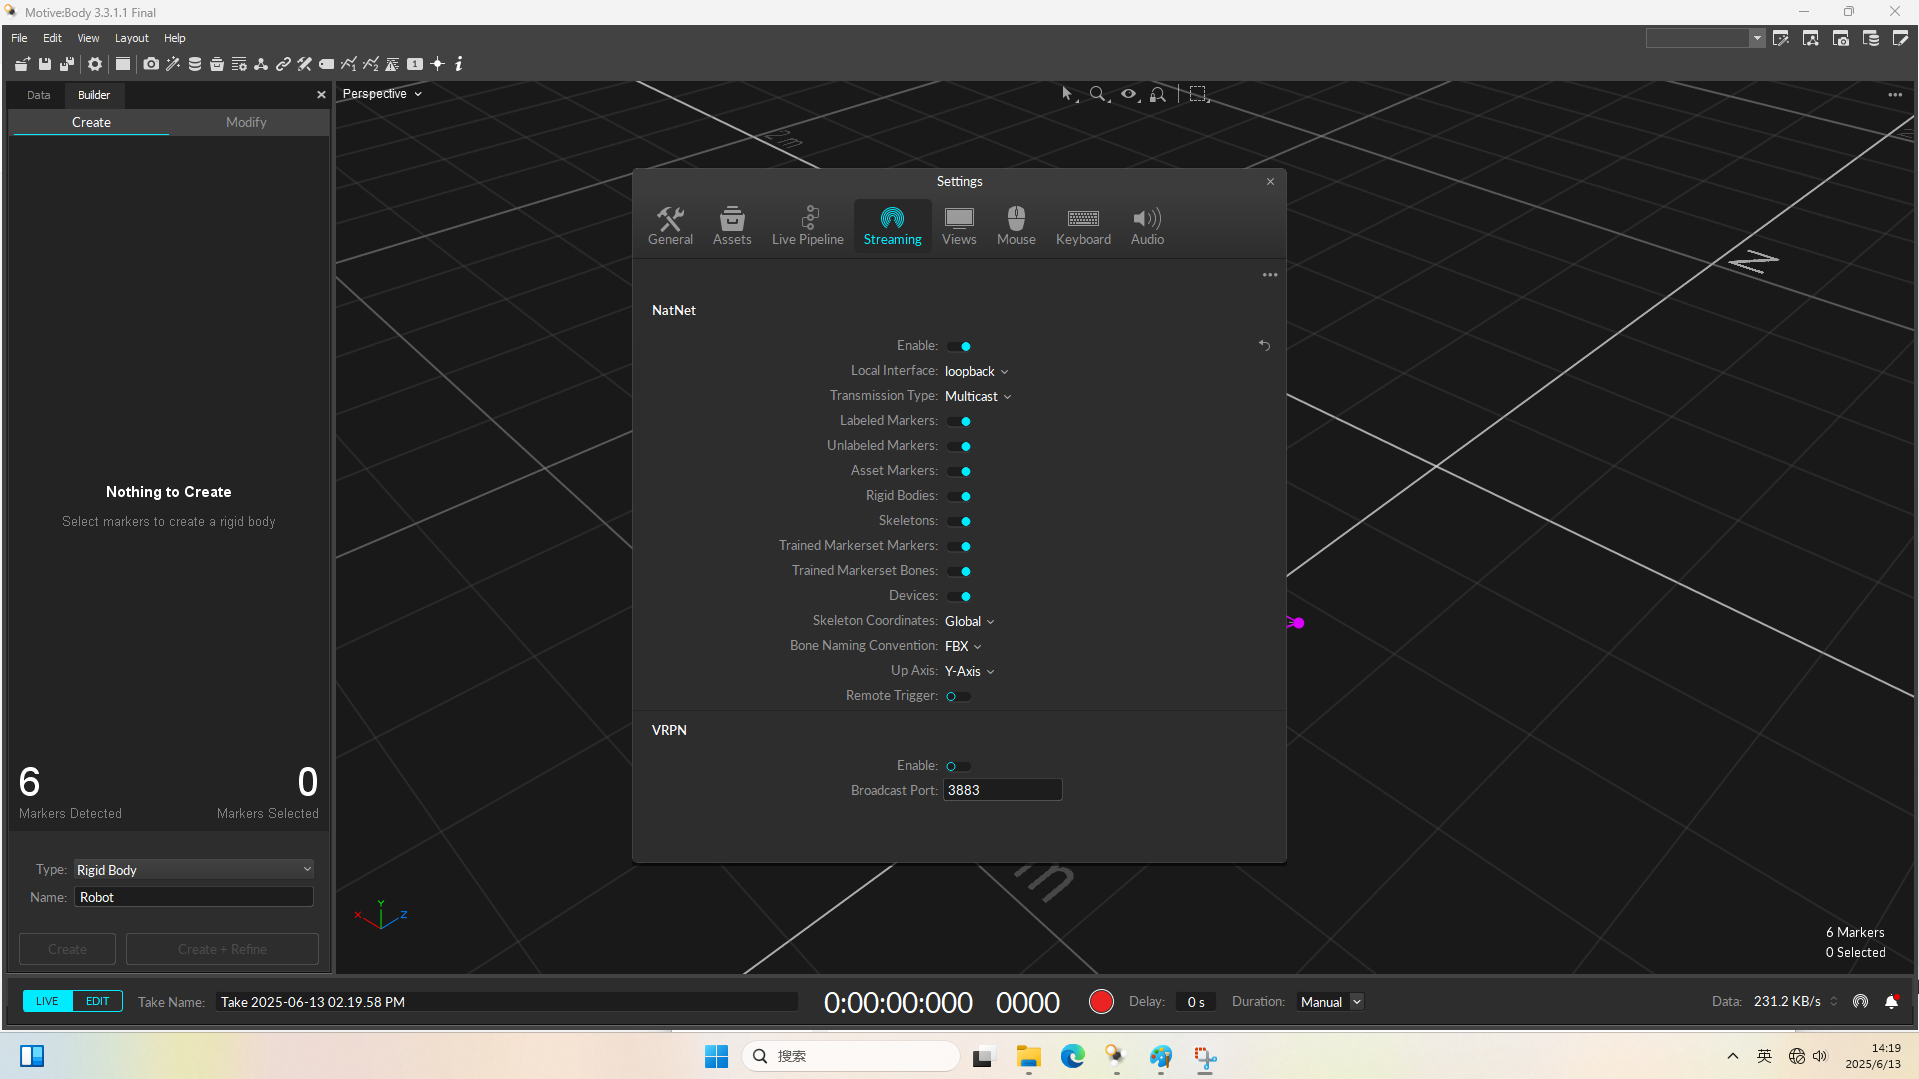 Motive:Body 3.3.1.1 Final
File Edit View Layout Help
1
Data Builder
Create Modify
Perspective
2m
Settings
General Assets Live Pipeline Streaming Views Mouse Keyboard Audio
NatNet
Enable:
Local Interface: loopback
Transmission Type: Multicast
Labeled Markers:
Unlabeled Markers:
Asset Markers:
Rigid Bodies:
Skeletons:
Trained Markerset Markers:
Trained Markerset Bones:
Devices:
Skeleton Coordinates: Global
Bone Naming Convention: FBX
Up Axis: Y-Axis
Remote Trigger:
VRPN
Enable:
Broadcast Port: 3883
Z
m
Nothing to Create
Select markers to create a rigid body
6 0
Markers Detected Markers Selected
Type: Rigid Body
Name: Robot
Create Create + Refine
X Y Z
6 Markers
0 Selected
LIVE EDIT Take Name: Take 2025-06-13 02.19.58 PM 0:00:00:000 0000 Delay: 0 s Duration: Manual Data: 231.2 KB/s
搜索
英
14:19
2025/6/13